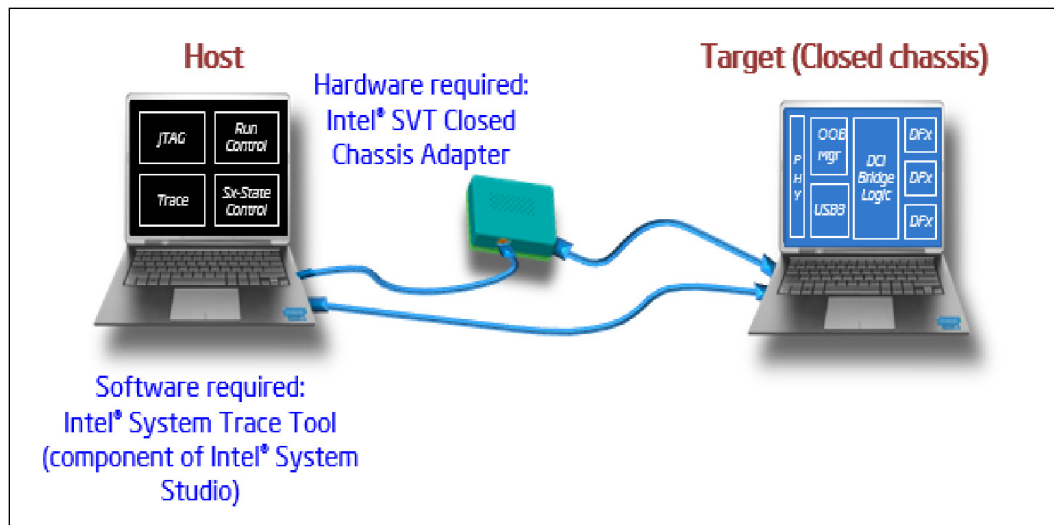 Host
Target (Closed chassis)
Hardware required:
Intel® SVT Closed
Chassis Adapter
JTAG
Run
Control
Trace
Sx-State
Control
P
H
Y
OOB
Mgr
USB3
DCI
Bridge
Logic
DFx
DFx
DFx
Software required:
Intel® System Trace Tool
(component of Intel® System
Studio)